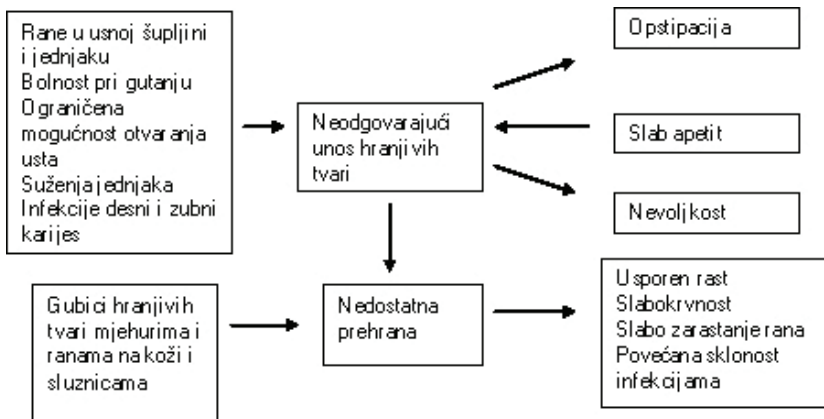 Rane u usnoj šupljini
i jednjaku
Bolnost pri gutanju
Ograničena
mogućnost otvaranja
usta
Suženja jednjaka
Infekcije desni i zubni
karijes
Neodgovarajući
unos hranjivih
tvari
Opstipacija
Slab apetit
Nevoljkost
Gubici hranjivih
tvari mjehurima i
ranama na koži i
sluznicama
Nedostatna
prehrana
Usporen rast
Slabokrvnost
Slabo zarastanje rana
Povećana sklonost
infekcijama